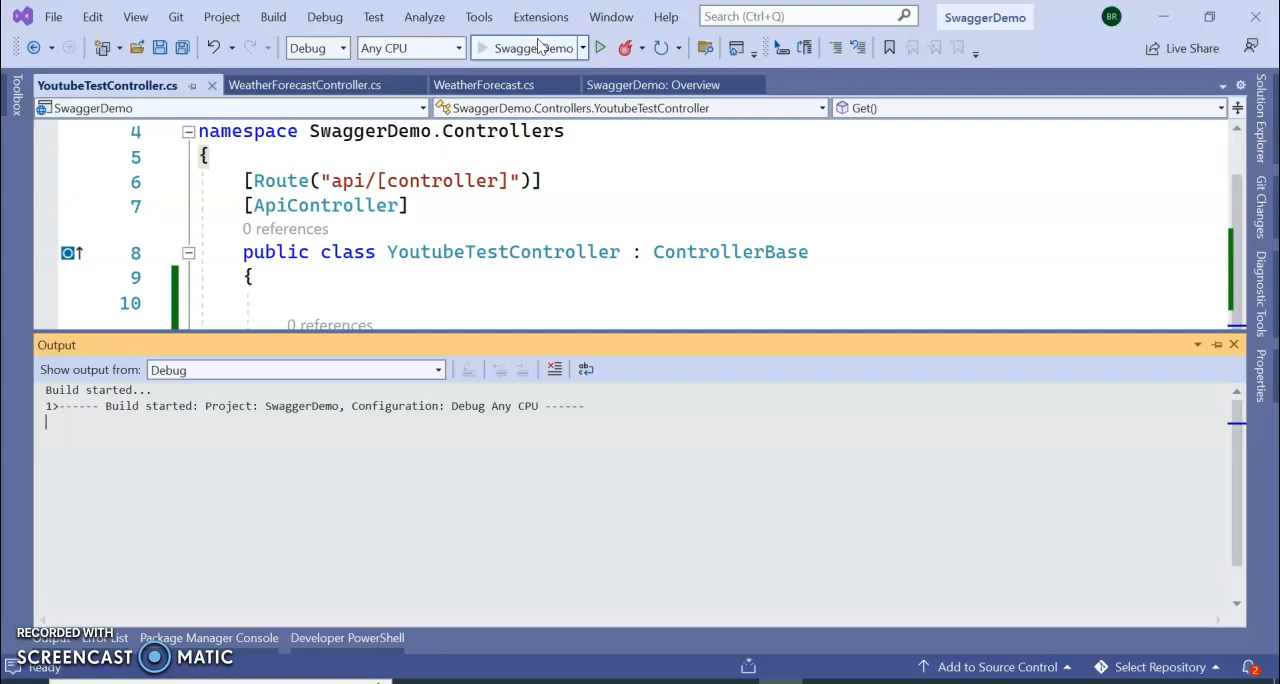 File Edit View Git Project Build Debug Test Analyze Tools Extensions Window Help Search (Ctrl+Q) SwaggerDemo BR
Debug Any CPU SwaggerDemo Live Share
YoutubeTestController.cs WeatherForecastController.cs WeatherForecast.cs SwaggerDemo: Overview
SwaggerDemo SwaggerDemo.Controllers.YoutubeTestController Get()
4 namespace SwaggerDemo.Controllers
5 {
6 [Route("api/[controller]")]
7 [ApiController]
0 references
8 public class YoutubeTestController : ControllerBase
9 {
10
0 references
Output
Show output from: Debug
Build started...
1>------ Build started: Project: SwaggerDemo, Configuration: Debug Any CPU ------
Output Error List Package Manager Console Developer PowerShell
Ready Add to Source Control Select Repository 2
Toolbox
Solution Explorer
Git Changes
Diagnostic Tools
Properties
RECORDED WITH
SCREENCAST MATIC